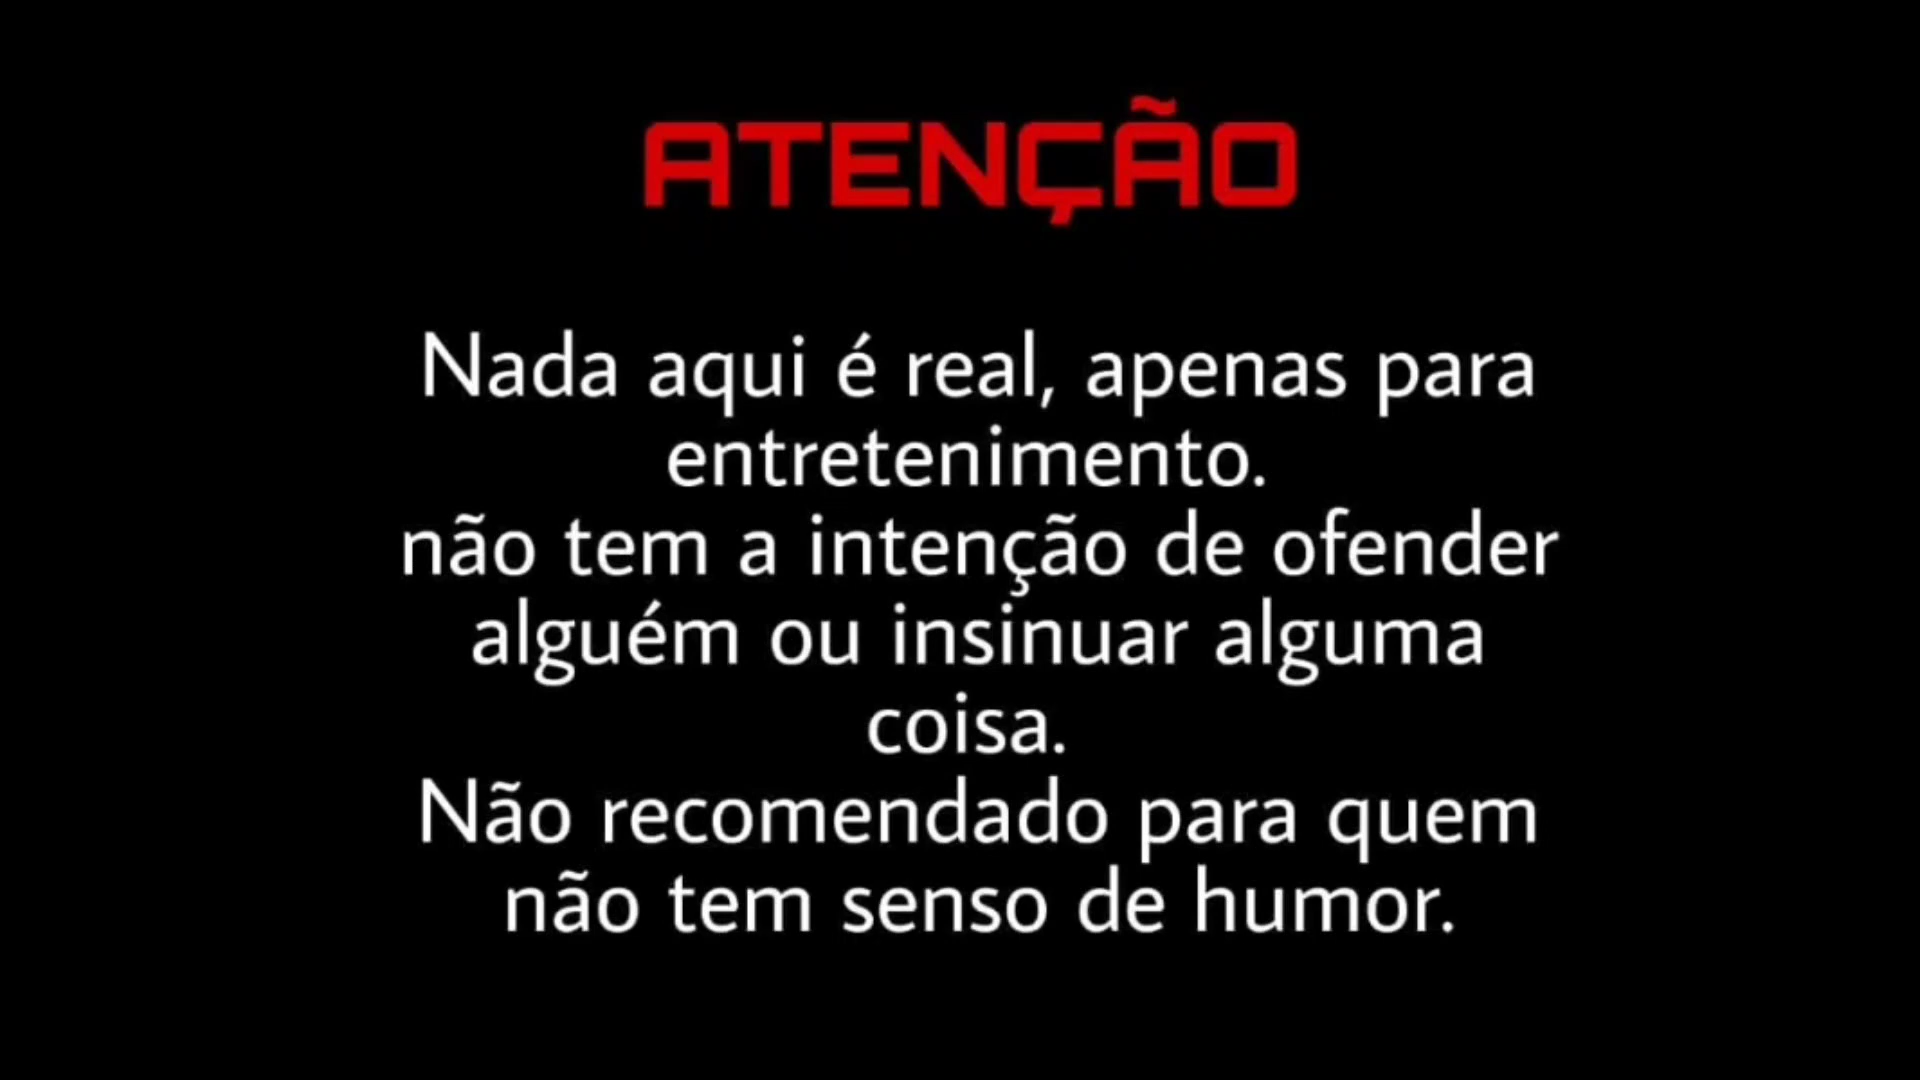 ATENÇÃO
Nada aqui é real, apenas para
entretenimento.
não tem a intenção de ofender
alguém ou insinuar alguma
coisa.
Não recomendado para quem
não tem senso de humor.